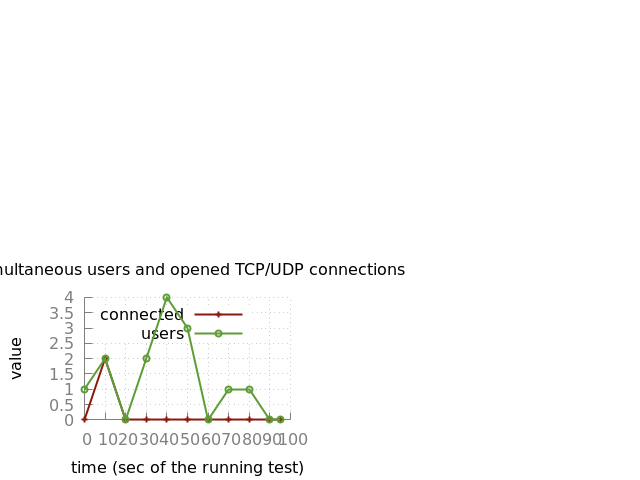 users and opened TCP/UDP connections
4
3.5
3
2.5
2
1.5
1
0.5
0
connected
users
value
0 10 20 30 40 50 60 70 80 90 100
time (sec of the running test)